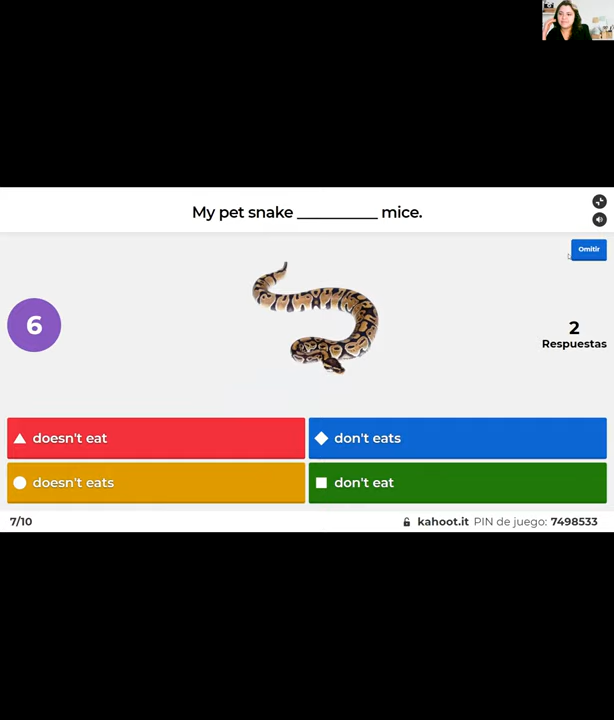 My pet snake __________ mice.
Omitir
6
2
Respuestas
doesn't eat
don't eats
doesn't eats
don't eat
7/10
kahoot.it PIN de juego: 7498533